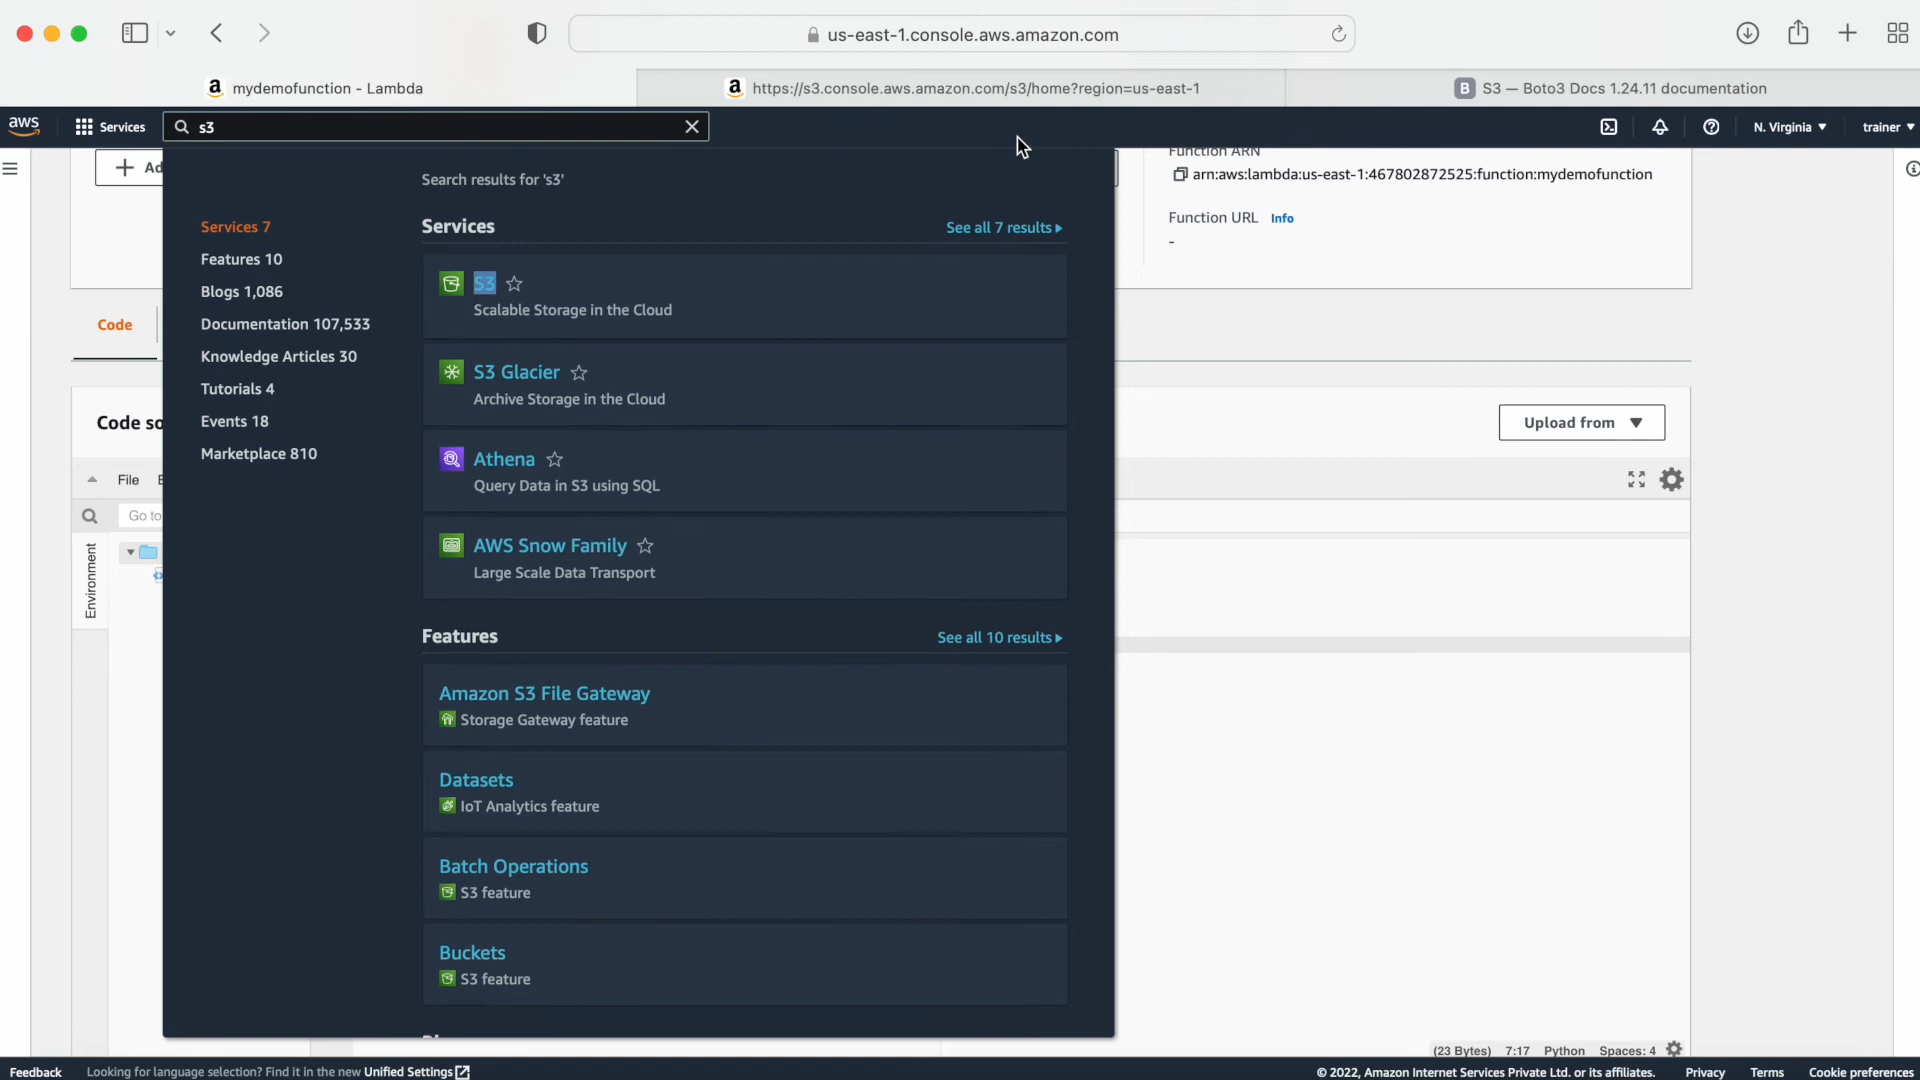 us-east-1.console.aws.amazon.com
mydemofunction - Lambda
https://s3.console.aws.amazon.com/s3/home?region=us-east-1
B S3 — Boto3 Docs 1.24.11 documentation
aws
Services
s3
N. Virginia
trainer
Ad
Search results for 's3'
Services 7
Features 10
Blogs 1,086
Documentation 107,533
Knowledge Articles 30
Tutorials 4
Events 18
Marketplace 810
Services
See all 7 results
S3
Scalable Storage in the Cloud
S3 Glacier
Archive Storage in the Cloud
Athena
Query Data in S3 using SQL
AWS Snow Family
Large Scale Data Transport
Features
See all 10 results
Amazon S3 File Gateway
Storage Gateway feature
Datasets
IoT Analytics feature
Batch Operations
S3 feature
Buckets
S3 feature
Function ARN
arn:aws:lambda:us-east-1:467802872525:function:mydemofunction
Function URL Info
-
Code
Code so
Upload from
File E
Go to
Environment
(23 Bytes) 7:17 Python Spaces: 4
Feedback
Looking for language selection? Find it in the new Unified Settings
© 2022, Amazon Internet Services Private Ltd. or its affiliates.
Privacy
Terms
Cookie preferences